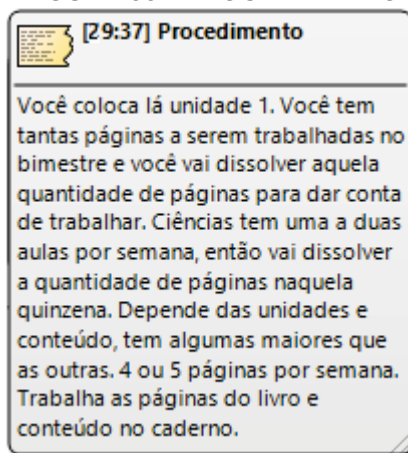 [29:37] Procedimento
Você coloca lá unidade 1. Você tem
tantas páginas a serem trabalhadas no
bimestre e você vai dissolver aquela
quantidade de páginas para dar conta
de trabalhar. Ciências tem uma a duas
aulas por semana, então vai dissolver
a quantidade de páginas naquela
quinzena. Depende das unidades e
conteúdo, tem algumas maiores que
as outras. 4 ou 5 páginas por semana.
Trabalha as páginas do livro e
conteúdo no caderno.